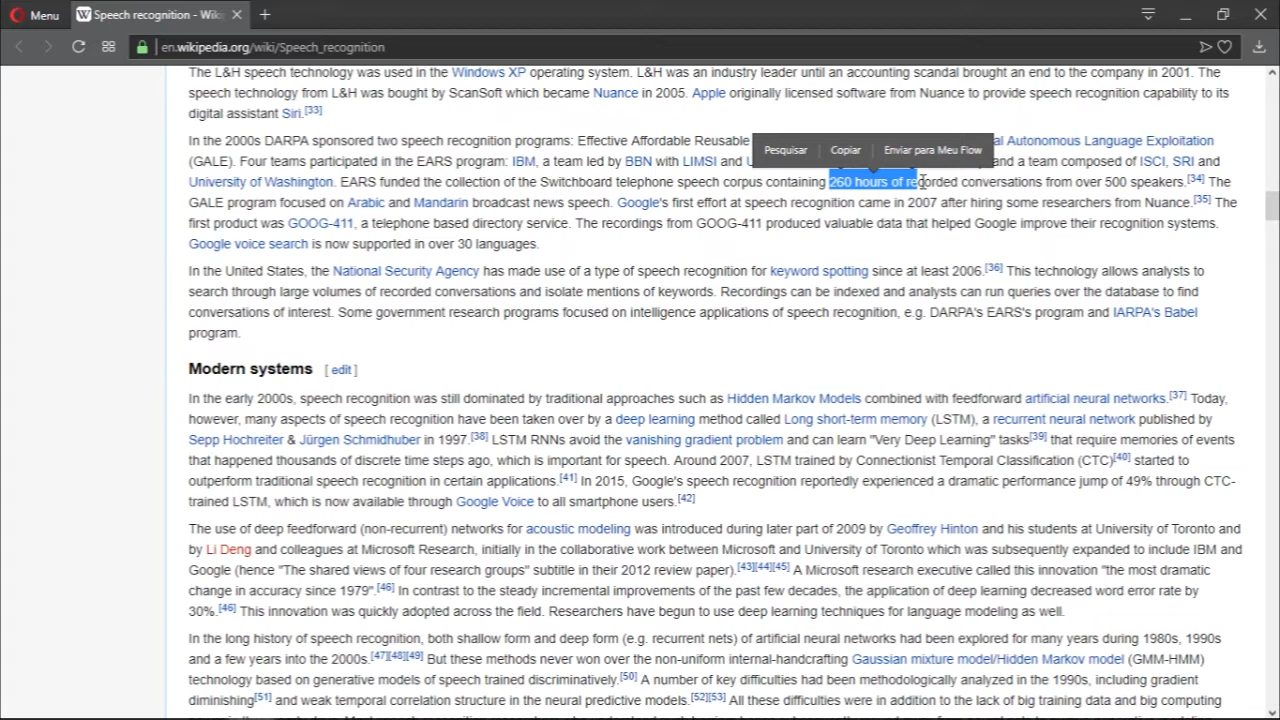 Menu
Speech recognition - Wiki
en.wikipedia.org/wiki/Speech_recognition
The L&H speech technology was used in the Windows XP operating system. L&H was an industry leader until an accounting scandal brought an end to the company in 2001. The
speech technology from L&H was bought by ScanSoft which became Nuance in 2005. Apple originally licensed software from Nuance to provide speech recognition capability to its
digital assistant Siri.[33]
In the 2000s DARPA sponsored two speech recognition programs: Effective Affordable Reusable al Autonomous Language Exploitation
Pesquisar Copiar Enviar para Meu Flow
(GALE). Four teams participated in the EARS program: IBM, a team led by BBN with LIMSI and and a team composed of ISCI, SRI and
University of Washington. EARS funded the collection of the Switchboard telephone speech corpus containing 260 hours of recorded conversations from over 500 speakers.[34] The
GALE program focused on Arabic and Mandarin broadcast news speech. Google's first effort at speech recognition came in 2007 after hiring some researchers from Nuance.[35] The
first product was GOOG-411, a telephone based directory service. The recordings from GOOG-411 produced valuable data that helped Google improve their recognition systems.
Google voice search is now supported in over 30 languages.
In the United States, the National Security Agency has made use of a type of speech recognition for keyword spotting since at least 2006.[36] This technology allows analysts to
search through large volumes of recorded conversations and isolate mentions of keywords. Recordings can be indexed and analysts can run queries over the database to find
conversations of interest. Some government research programs focused on intelligence applications of speech recognition, e.g. DARPA's EARS's program and IARPA's Babel
program.
Modern systems [ edit ]
In the early 2000s, speech recognition was still dominated by traditional approaches such as Hidden Markov Models combined with feedforward artificial neural networks.[37] Today,
however, many aspects of speech recognition have been taken over by a deep learning method called Long short-term memory (LSTM), a recurrent neural network published by
Sepp Hochreiter & Jürgen Schmidhuber in 1997.[38] LSTM RNNs avoid the vanishing gradient problem and can learn "Very Deep Learning" tasks[39] that require memories of events
that happened thousands of discrete time steps ago, which is important for speech. Around 2007, LSTM trained by Connectionist Temporal Classification (CTC)[40] started to
outperform traditional speech recognition in certain applications.[41] In 2015, Google's speech recognition reportedly experienced a dramatic performance jump of 49% through CTC-
trained LSTM, which is now available through Google Voice to all smartphone users.[42]
The use of deep feedforward (non-recurrent) networks for acoustic modeling was introduced during later part of 2009 by Geoffrey Hinton and his students at University of Toronto and
by Li Deng and colleagues at Microsoft Research, initially in the collaborative work between Microsoft and University of Toronto which was subsequently expanded to include IBM and
Google (hence "The shared views of four research groups" subtitle in their 2012 review paper).[43][44][45] A Microsoft research executive called this innovation "the most dramatic
change in accuracy since 1979".[46] In contrast to the steady incremental improvements of the past few decades, the application of deep learning decreased word error rate by
30%.[46] This innovation was quickly adopted across the field. Researchers have begun to use deep learning techniques for language modeling as well.
In the long history of speech recognition, both shallow form and deep form (e.g. recurrent nets) of artificial neural networks had been explored for many years during 1980s, 1990s
and a few years into the 2000s.[47][48][49] But these methods never won over the non-uniform internal-handcrafting Gaussian mixture model/Hidden Markov model (GMM-HMM)
technology based on generative models of speech trained discriminatively.[50] A number of key difficulties had been methodologically analyzed in the 1990s, including gradient
diminishing[51] and weak temporal correlation structure in the neural predictive models.[52][53] All these difficulties were in addition to the lack of big training data and big computing